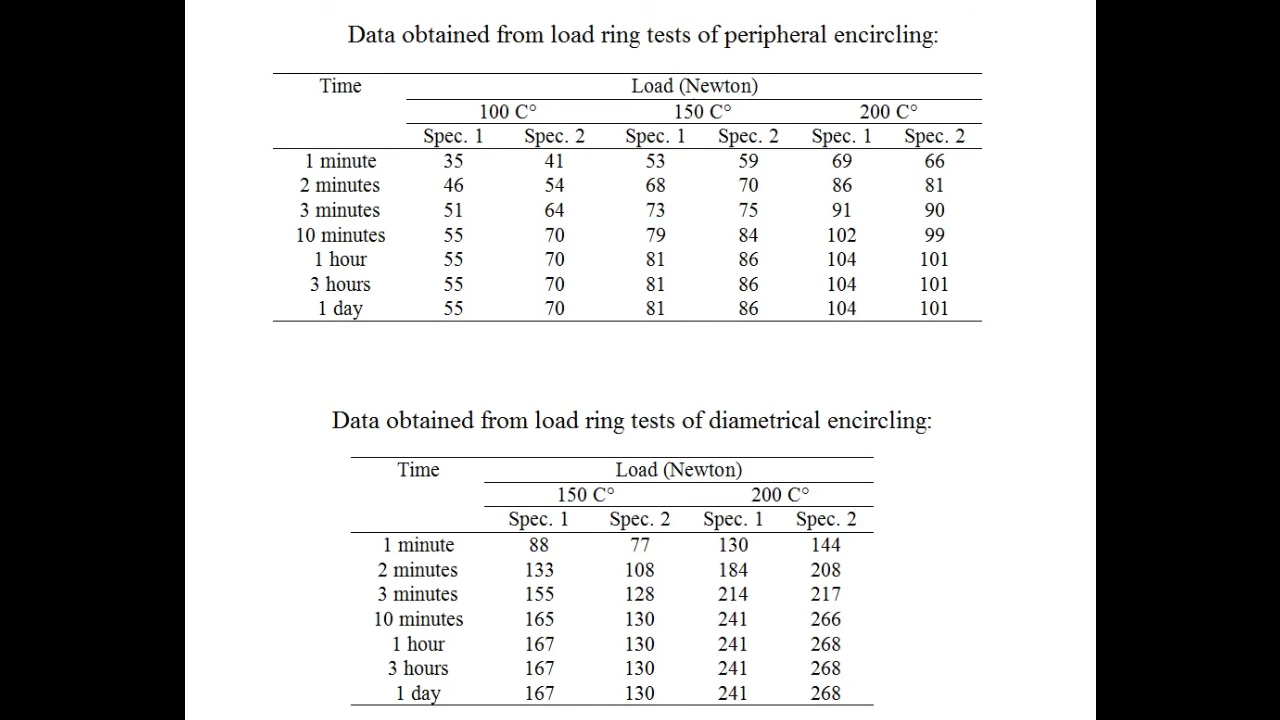 Data obtained from load ring tests of peripheral encircling:
Time Load (Newton)
100 C° 150 C° 200 C°
Spec. 1 Spec. 2 Spec. 1 Spec. 2 Spec. 1 Spec. 2
1 minute 35 41 53 59 69 66
2 minutes 46 54 68 70 86 81
3 minutes 51 64 73 75 91 90
10 minutes 55 70 79 84 102 99
1 hour 55 70 81 86 104 101
3 hours 55 70 81 86 104 101
1 day 55 70 81 86 104 101
Data obtained from load ring tests of diametrical encircling:
Time Load (Newton)
150 C° 200 C°
Spec. 1 Spec. 2 Spec. 1 Spec. 2
1 minute 88 77 130 144
2 minutes 133 108 184 208
3 minutes 155 128 214 217
10 minutes 165 130 241 266
1 hour 167 130 241 268
3 hours 167 130 241 268
1 day 167 130 241 268